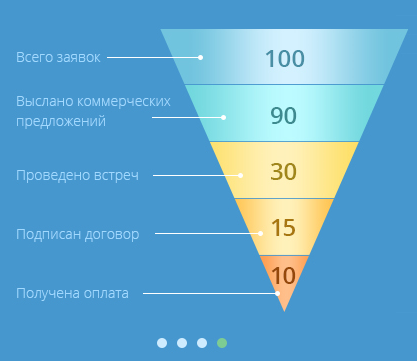 Всего заявок
100
Выслано коммерческих
предложений
90
Проведено встреч
30
Подписан договор
15
Получена оплата
10